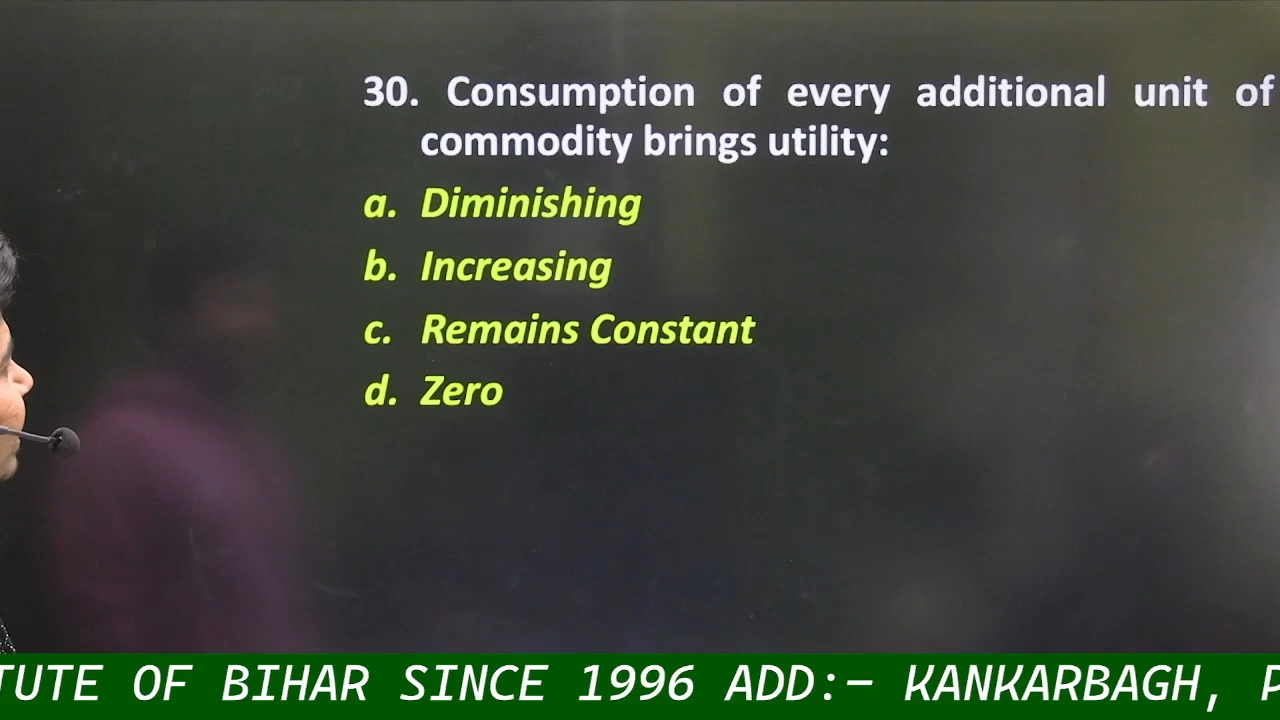 30. Consumption of every additional unit of
commodity brings utility:
a. Diminishing
b. Increasing
c. Remains Constant
d. Zero
TUTE OF BIHAR SINCE 1996 ADD:- KANKARBAGH, P